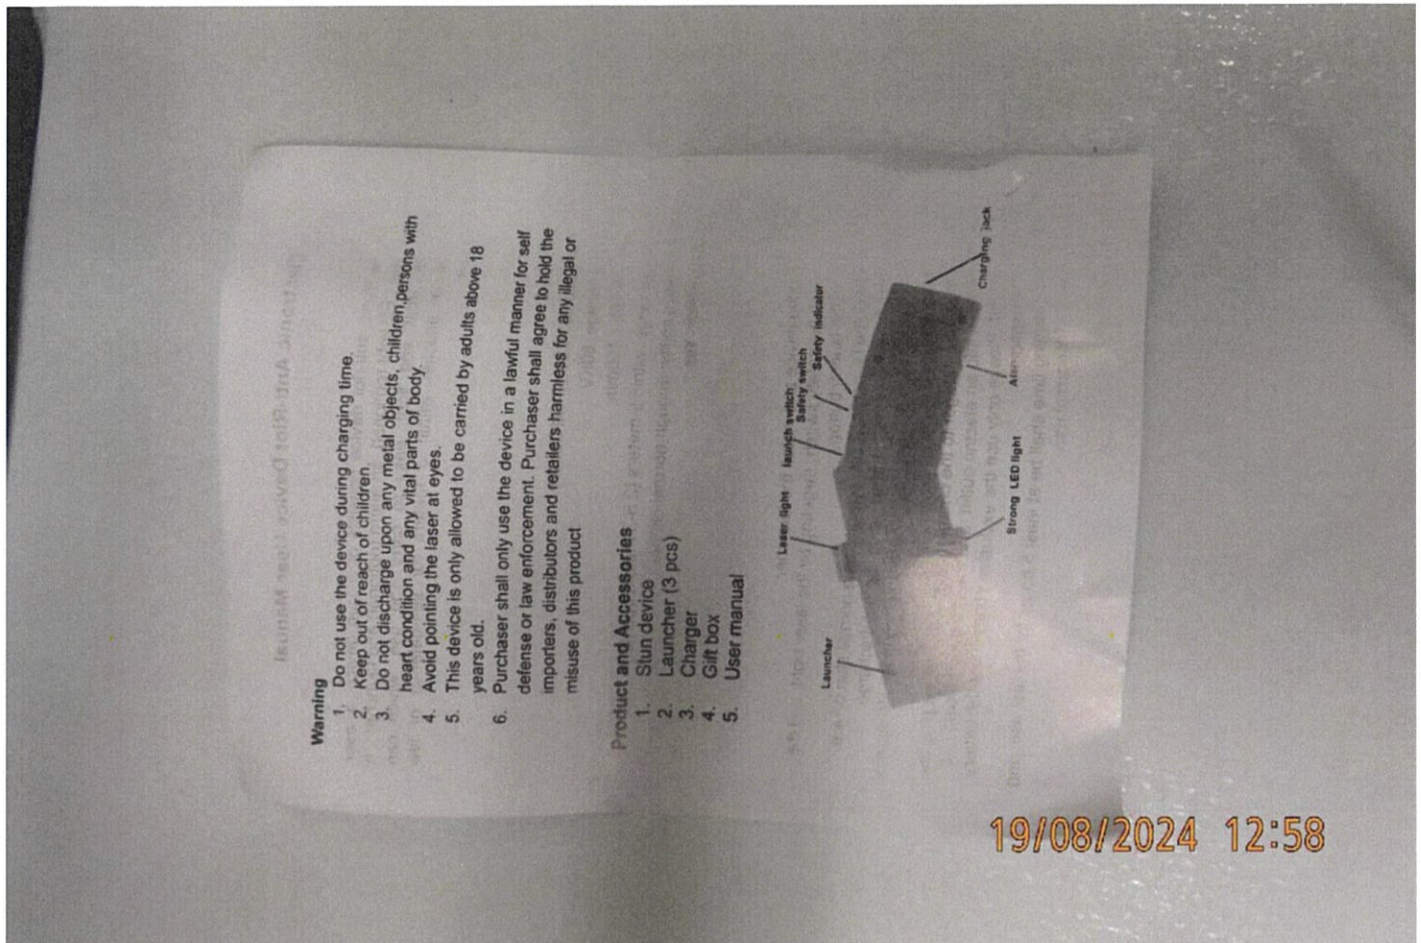 Warning
1. Do not use the device during charging time.
2. Keep out of reach of children.
3. Do not discharge upon any metal objects, children,persons with
heart condition and any vital parts of body.
4. Avoid pointing the laser at eyes.
5. This device is only allowed to be carried by adults above 18
years old.
6. Purchaser shall only use the device in a lawful manner for self
defense or law enforcement. Purchaser shall agree to hold the
importers, distributors and retailers harmless for any illegal or
misuse of this product
Product and Accessories
1. Stun device
2. Launcher (3 pcs)
3. Charger
4. Gift box
5. User manual
Launcher
Laser light
launch switch
Safety switch
Safety indicator
Strong LED light
Charging jack
19/08/2024 12:58